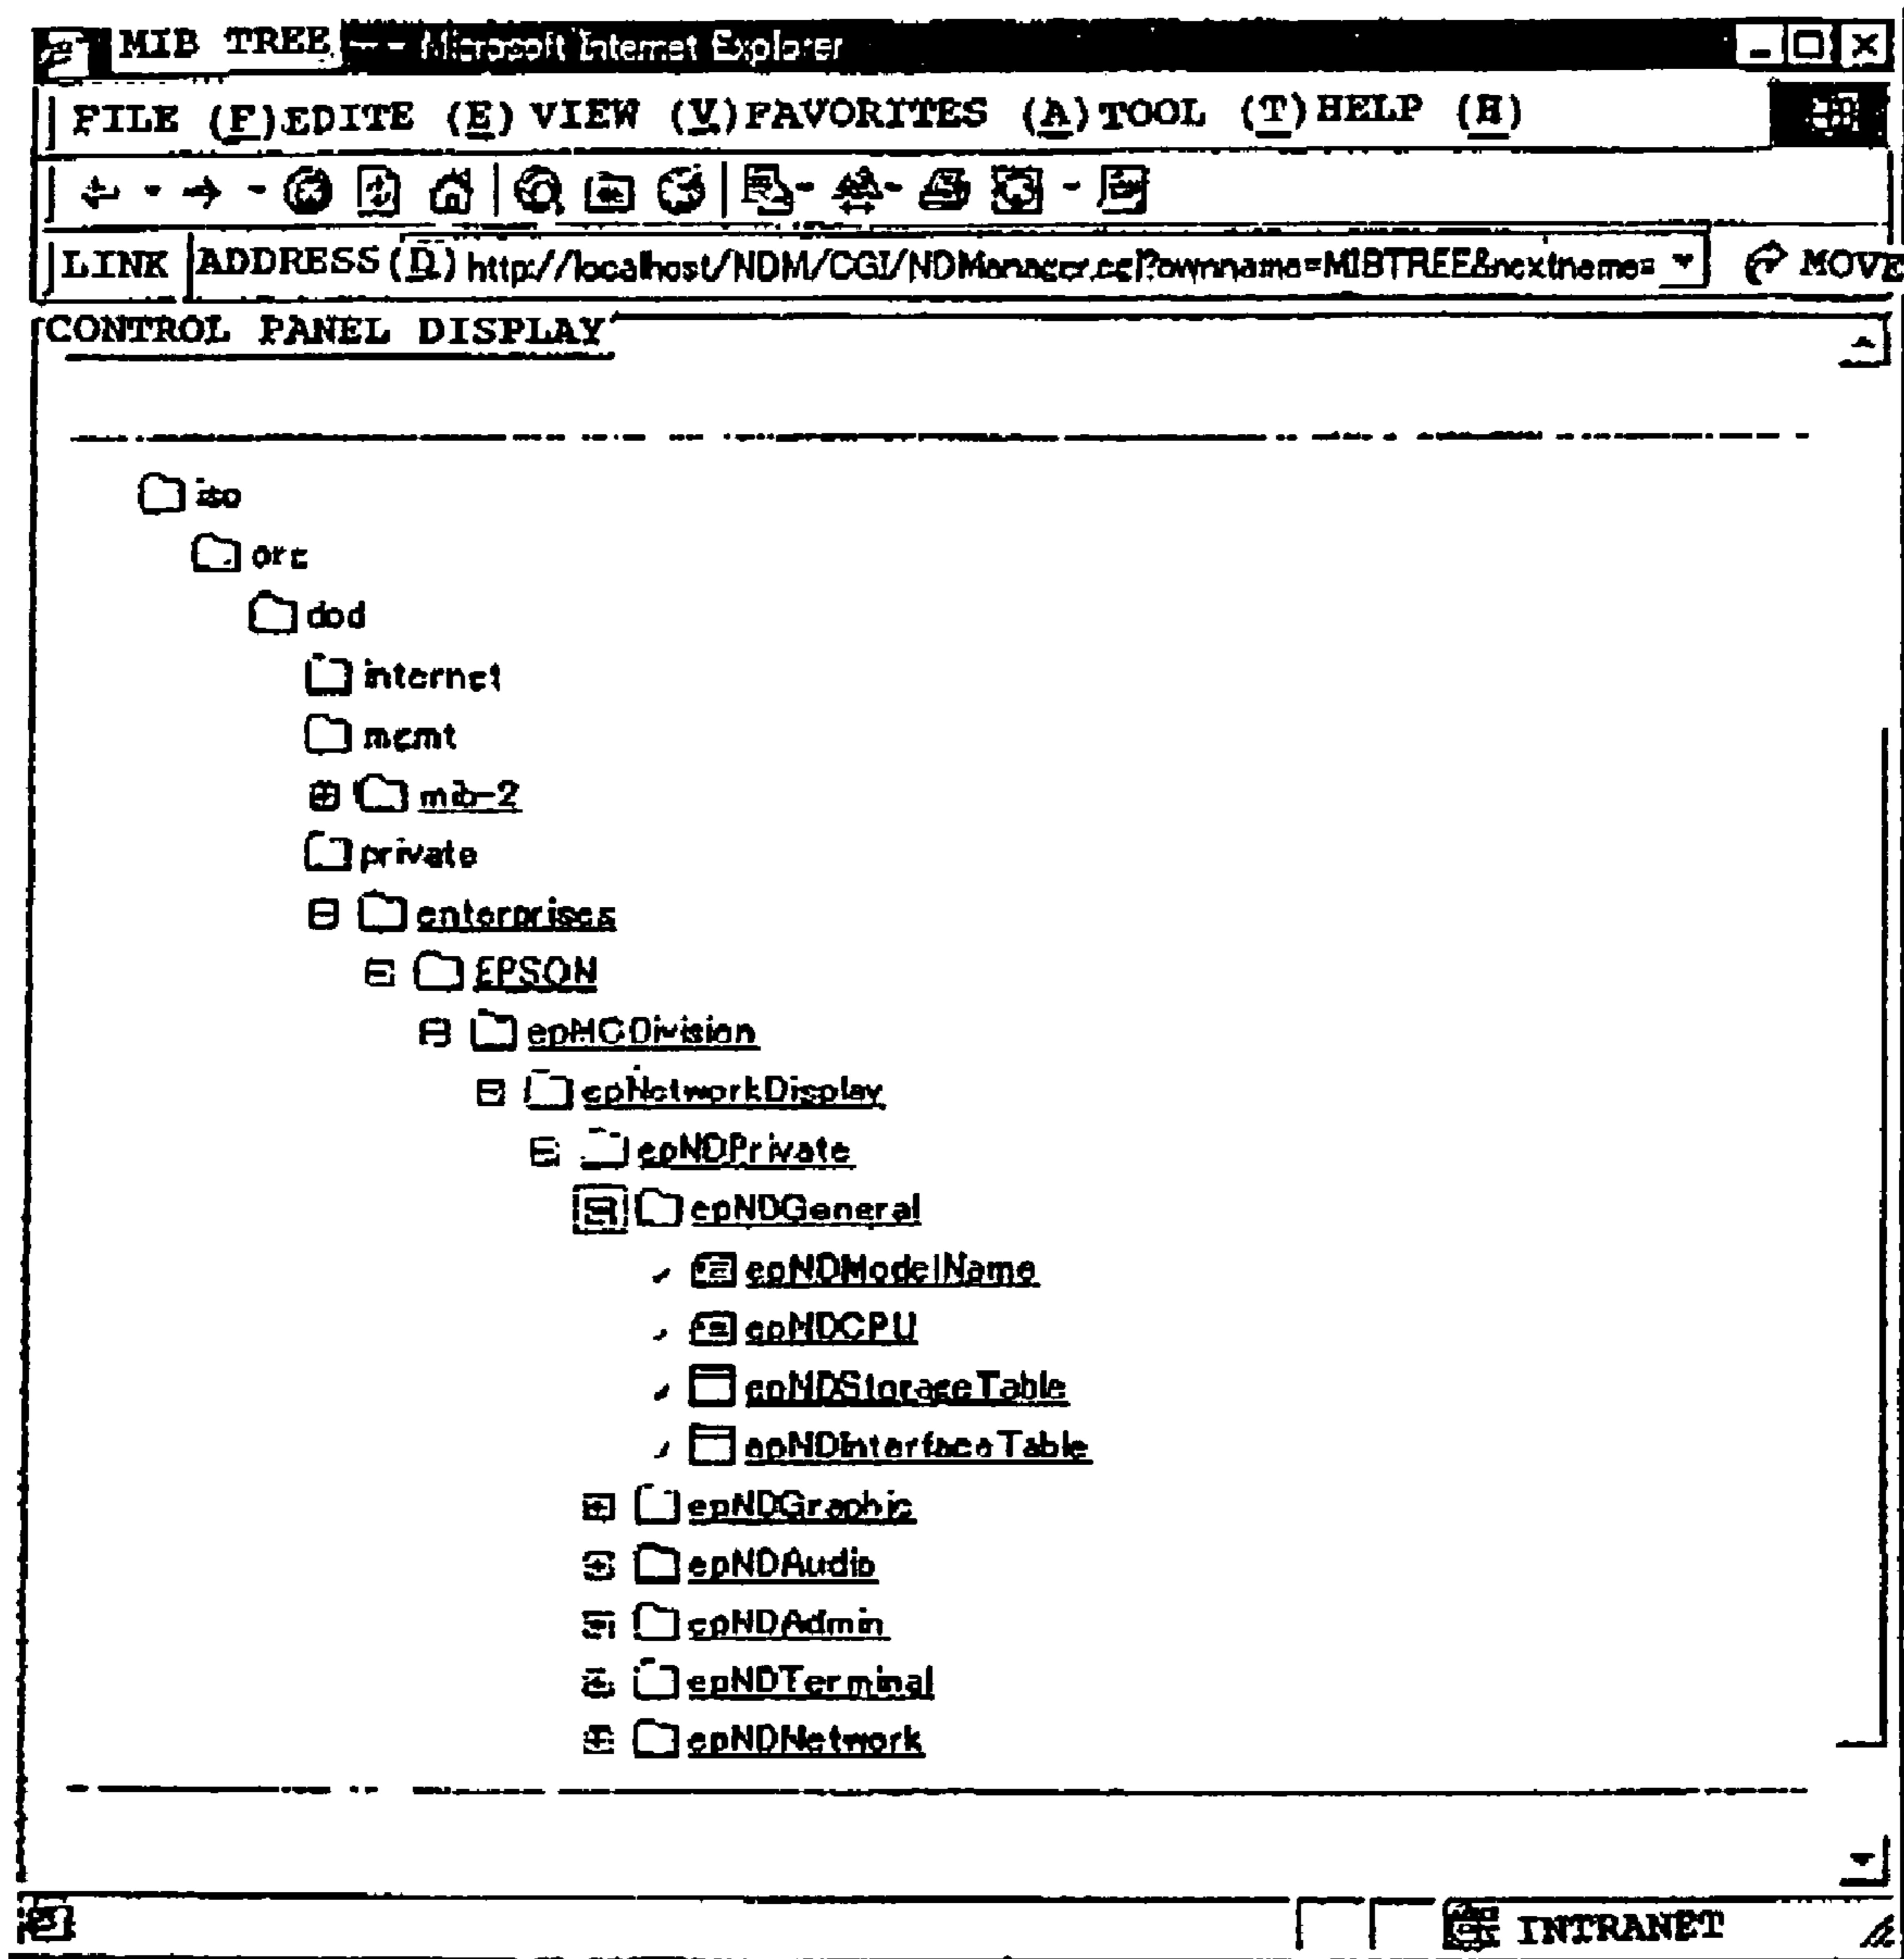 MIB TREE - - Microsoft Internet Explorer
FILE (F) EDITE (E) VIEW (V) FAVORITES (A) TOOL (T) HELP (H)
LINK ADDRESS (D) http://localhost/NDM/CGI/NDManager.cgi?ownname=MIBTREE&nextname= MOVE
CONTROL PANEL DISPLAY
iso
org
dod
internet
mgmt
mib-2
private
enterprises
EPSON
epHCDivision
epNetworkDisplay
epNDPrivate
epNDGeneral
epNDModelName
epNDCPU
epNDStorageTable
epNDInterfaceTable
epNDGraphic
epNDAudio
epNDAdmin
epNDTerminal
epNDNetwork
INTRANET